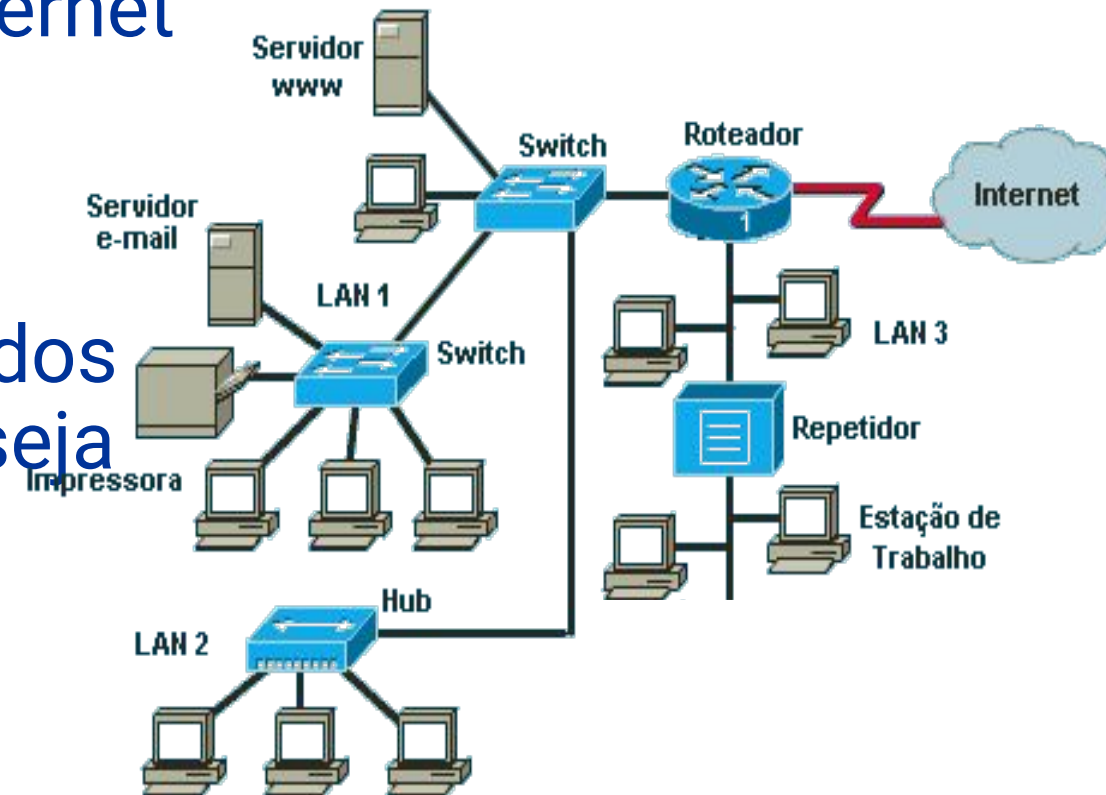 ernet
Servidor
www
Switch
Roteador
Internet
1
Servidor
e-mail
LAN 1
Switch
LAN 3
dos
seja
Impressora
Repetidor
Estação de
Trabalho
Hub
LAN 2